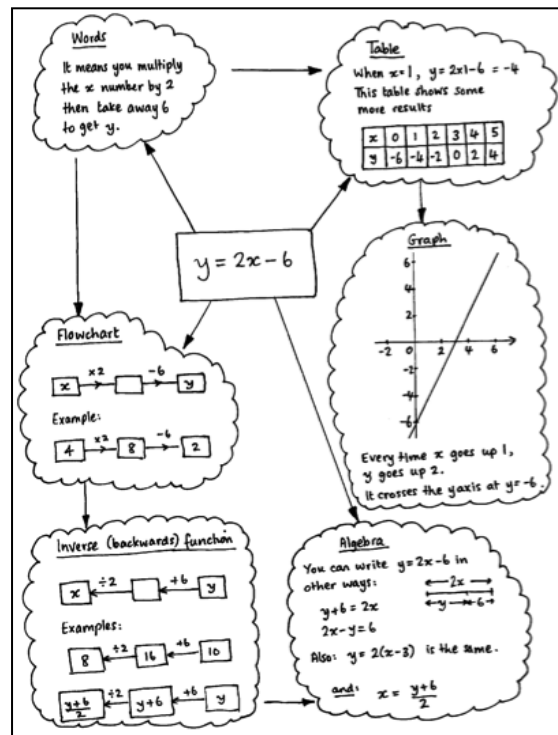 Words
It means you multiply
the x number by 2
then take away 6
to get y.
Table
When x=1, y=2x1-6 = -4
This table shows some
more results
x 0 1 2 3 4 5
y -6 -4 -2 0 2 4
y = 2x - 6
Graph
6
4
2
-2 0 2 4 6
-2
-4
-6
Every time x goes up 1,
y goes up 2.
It crosses the y axis at y=-6.
Flowchart
x ×2 -6 y
Example:
4 ×2 8 -6 2
Inverse (backwards) function
x ÷2 +6 y
Examples:
8 ÷2 16 +6 10
y+6/2 ÷2 y+6 +6 y
Algebra
You can write y=2x-6 in
other ways:
2x
y+6 = 2x
y 6
2x-y=6
Also: y=2(x-3) is the same.
and: x = y+6/2